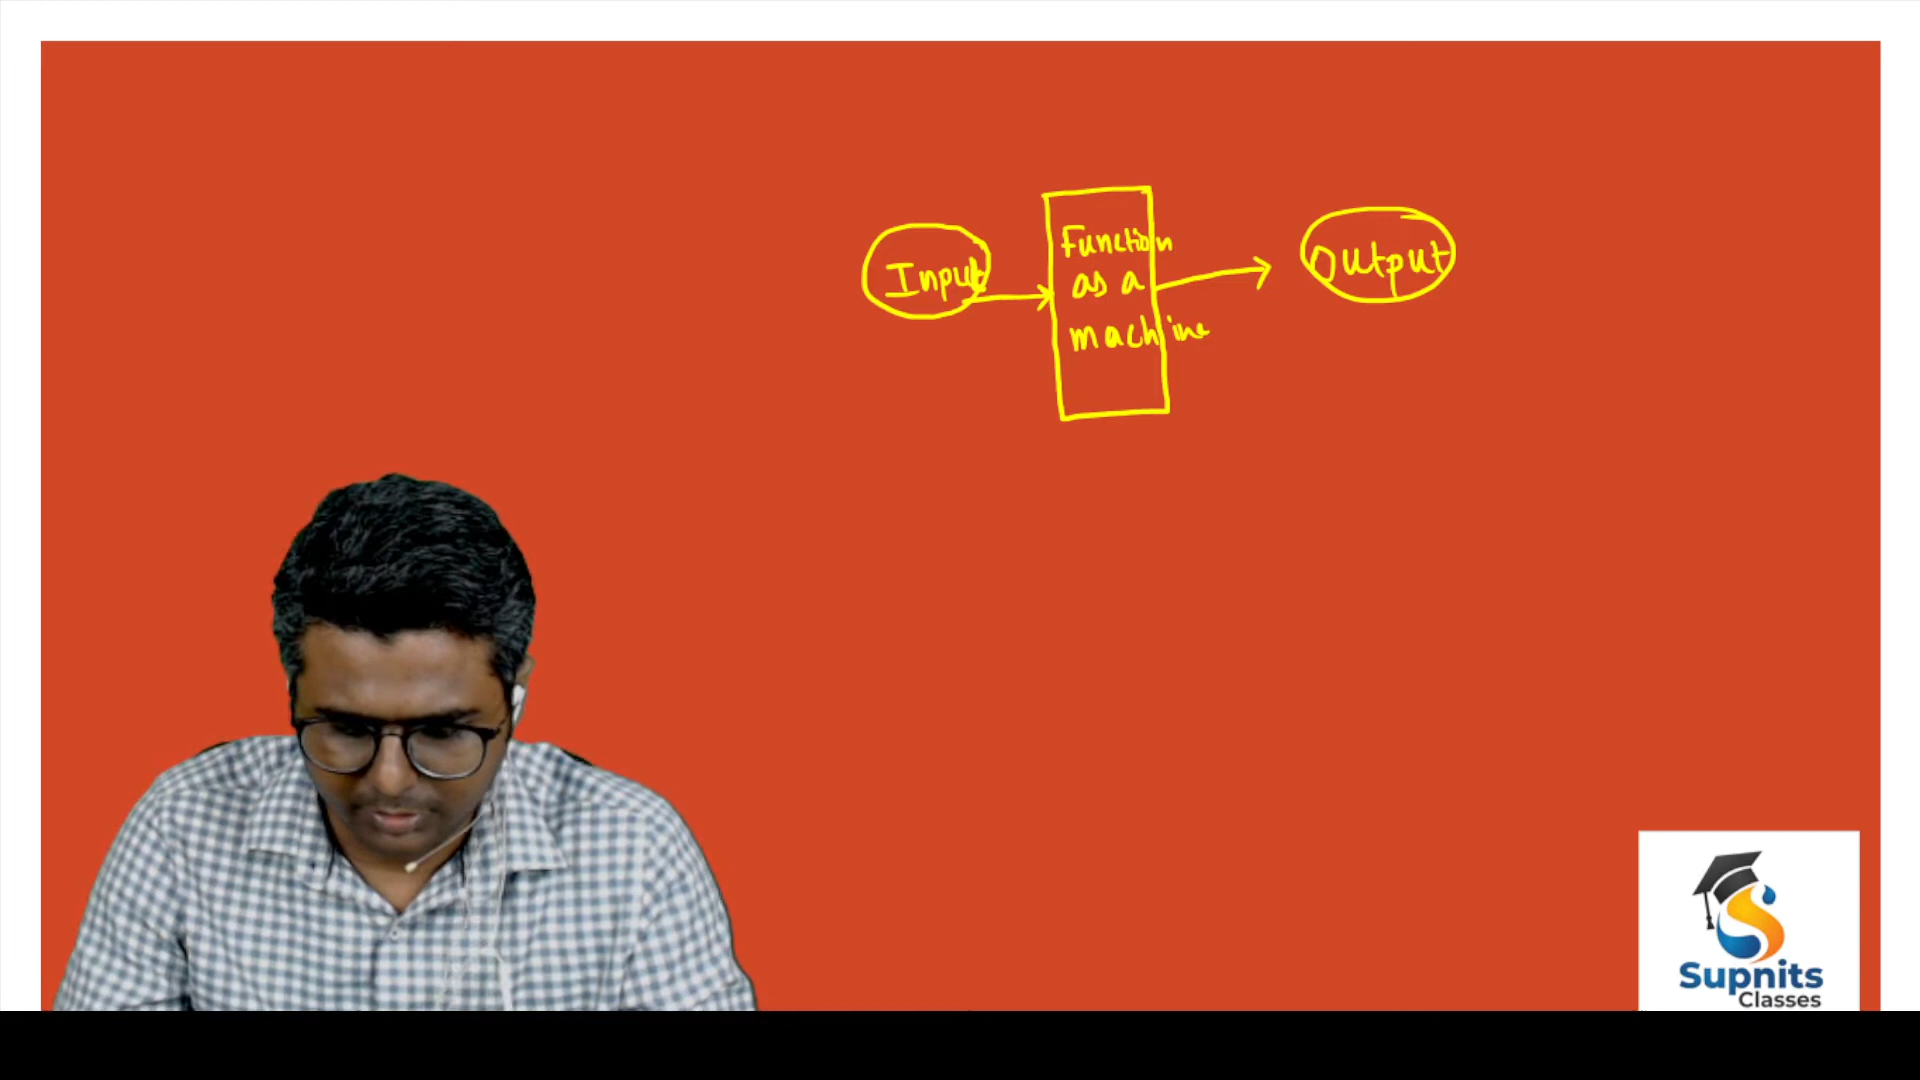 Input
Function
as a
machine
Output
Supnits
Classes